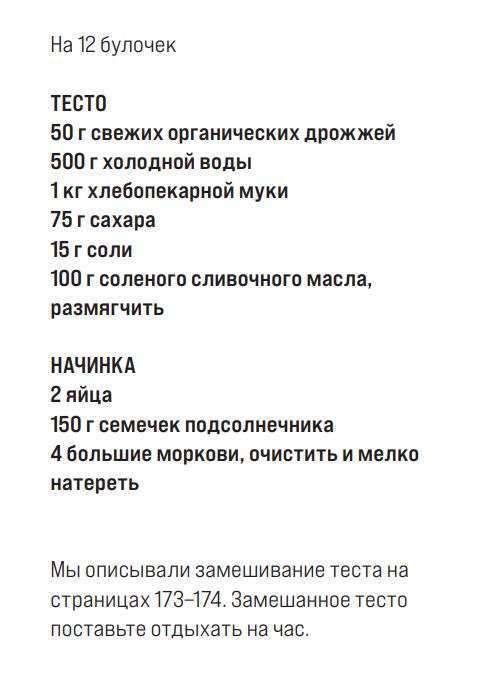 На 12 булочек
ТЕСТО
50 г свежих органических дрожжей
500 г холодной воды
1 кг хлебопекарной муки
75 г сахара
15 г соли
100 г соленого сливочного масла,
размягчить
НАЧИНКА
2 яйца
150 г семечек подсолнечника
4 большие моркови, очистить и мелко
натереть
Мы описывали замешивание теста на
страницах 173–174. Замешанное тесто
поставьте отдыхать на час.